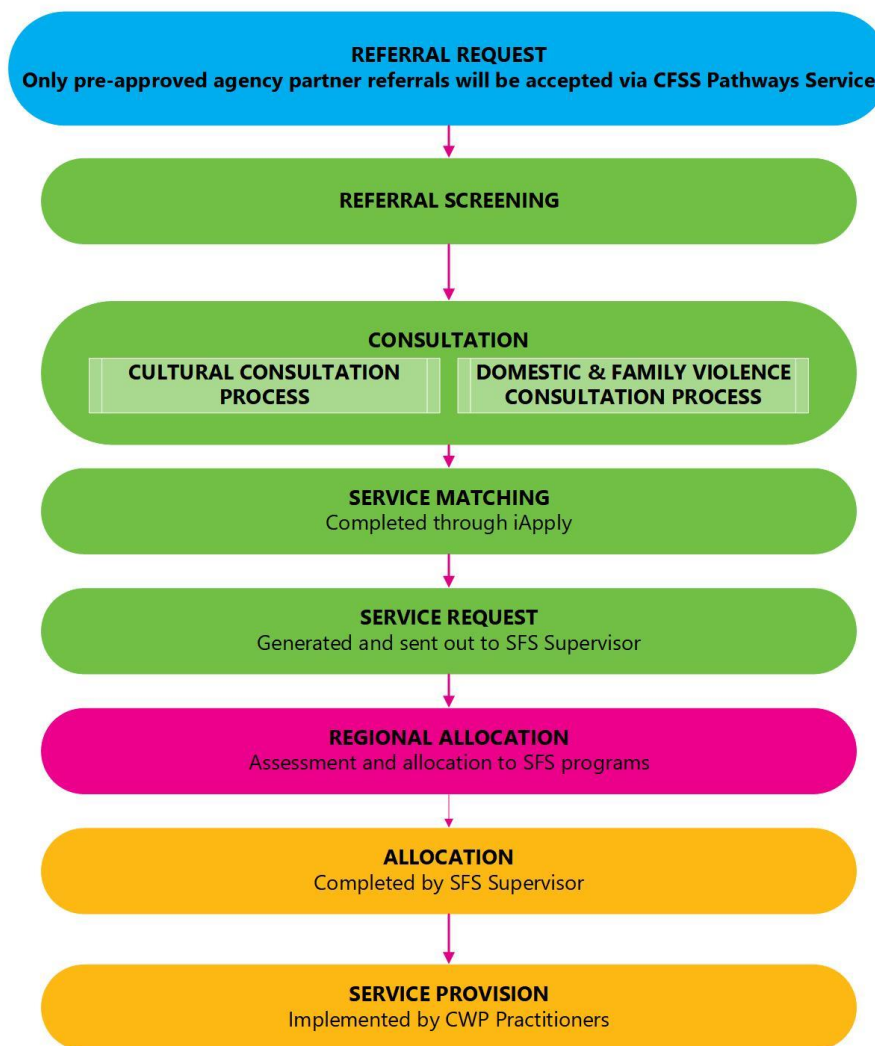 REFERRAL REQUEST
Only pre-approved agency partner referrals will be accepted via CFSS Pathways Service
REFERRAL SCREENING
CONSULTATION
CULTURAL CONSULTATION
PROCESS
DOMESTIC & FAMILY VIOLENCE
CONSULTATION PROCESS
SERVICE MATCHING
Completed through iApply
SERVICE REQUEST
Generated and sent out to SFS Supervisor
REGIONAL ALLOCATION
Assessment and allocation to SFS programs
ALLOCATION
Completed by SFS Supervisor
SERVICE PROVISION
Implemented by CWP Practitioners